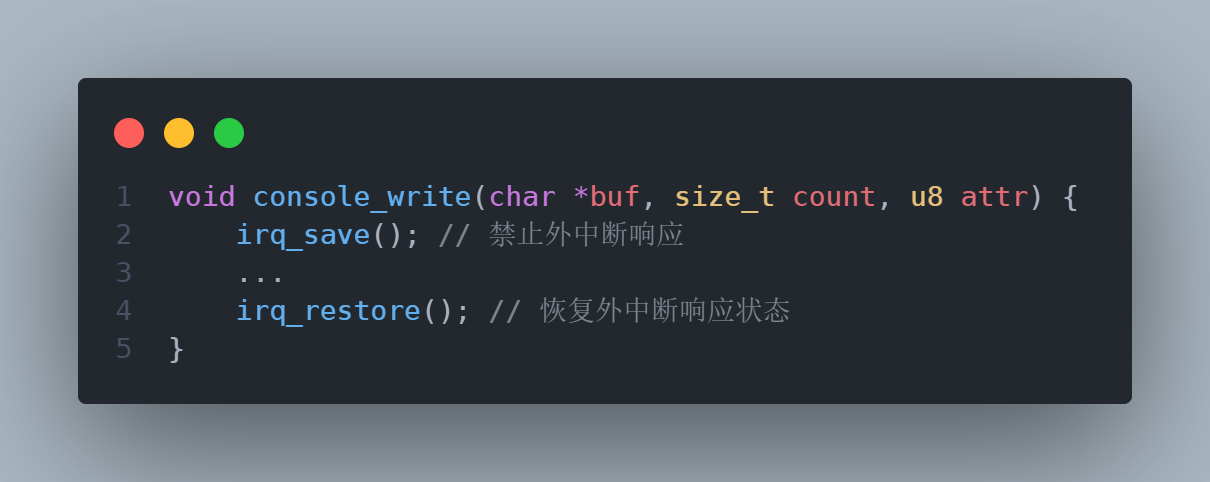 1 void console_write(char *buf, size_t count, u8 attr) {
2 irq_save(); // 禁止外中断响应
3 ...
4 irq_restore(); // 恢复外中断响应状态
5 }